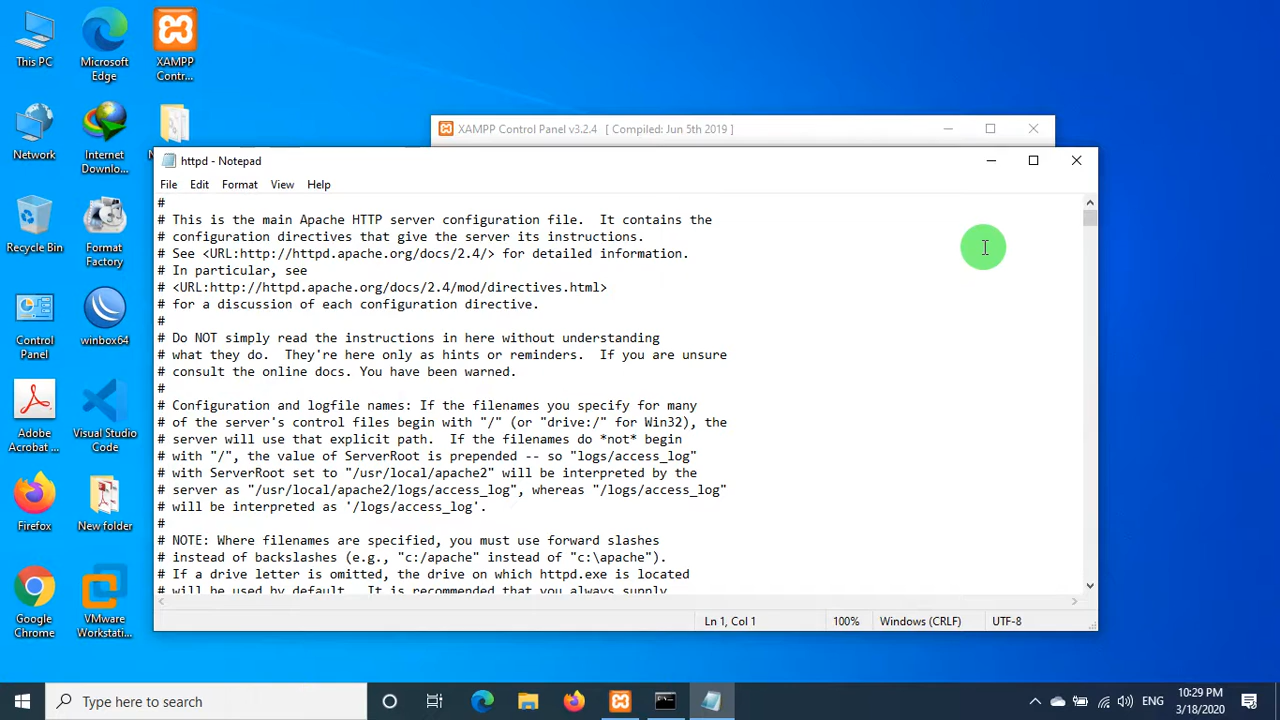 This PC
Microsoft Edge
XAMPP Contr...
Network
Internet Downlo...
N
Recycle Bin
Format Factory
Control Panel
winbox64
Adobe Acrobat ...
Visual Studio Code
Firefox
New folder
Google Chrome
VMware Workstati...
XAMPP Control Panel v3.2.4 [ Compiled: Jun 5th 2019 ]
httpd - Notepad
File Edit Format View Help
#
# This is the main Apache HTTP server configuration file.  It contains the
# configuration directives that give the server its instructions.
# See <URL:http://httpd.apache.org/docs/2.4/> for detailed information.
# In particular, see
# <URL:http://httpd.apache.org/docs/2.4/mod/directives.html>
# for a discussion of each configuration directive.
#
# Do NOT simply read the instructions in here without understanding
# what they do.  They're here only as hints or reminders.  If you are unsure
# consult the online docs. You have been warned.
#
# Configuration and logfile names: If the filenames you specify for many
# of the server's control files begin with "/" (or "drive:/" for Win32), the
# server will use that explicit path.  If the filenames do *not* begin
# with "/", the value of ServerRoot is prepended -- so "logs/access_log"
# with ServerRoot set to "/usr/local/apache2" will be interpreted by the
# server as "/usr/local/apache2/logs/access_log", whereas "/logs/access_log"
# will be interpreted as '/logs/access_log'.
#
# NOTE: Where filenames are specified, you must use forward slashes
# instead of backslashes (e.g., "c:/apache" instead of "c:\apache").
# If a drive letter is omitted, the drive on which httpd.exe is located
# will be used by default.  It is recommended that you always supply
Ln 1, Col 1 100% Windows (CRLF) UTF-8
Type here to search
ENG
10:29 PM
3/18/2020